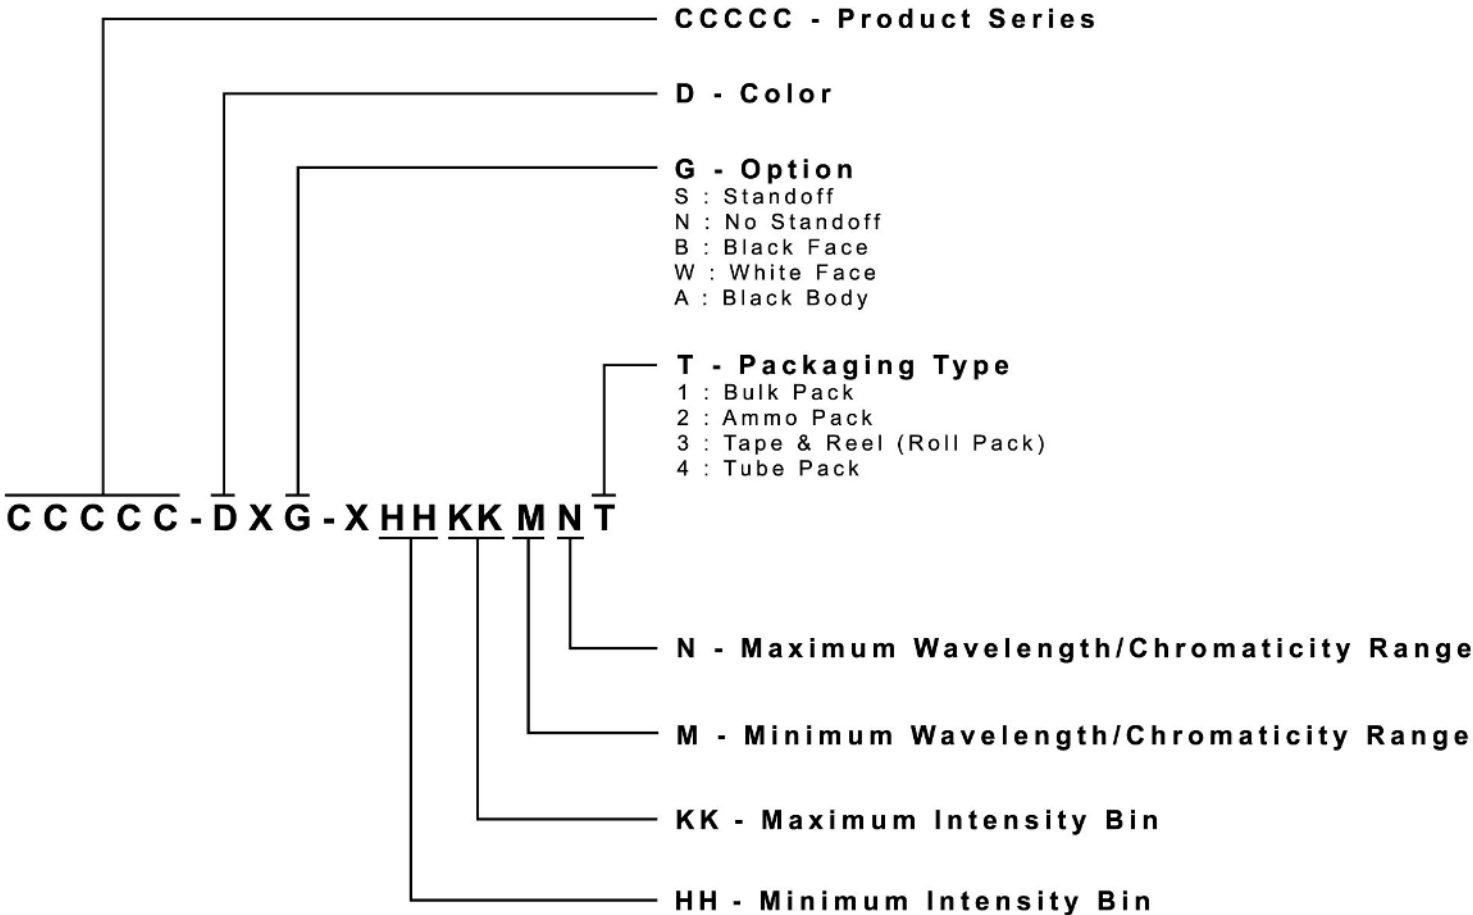 CCCCC - Product Series
D - Color
G - Option
S : Standoff
N : No Standoff
B : Black Face
W : White Face
A : Black Body
T - Packaging Type
1 : Bulk Pack
2 : Ammo Pack
3 : Tape & Reel (Roll Pack)
4 : Tube Pack
CCCCC-DXG-XHHKKMNT
N - Maximum Wavelength/Chromaticity Range
M - Minimum Wavelength/Chromaticity Range
KK - Maximum Intensity Bin
HH - Minimum Intensity Bin